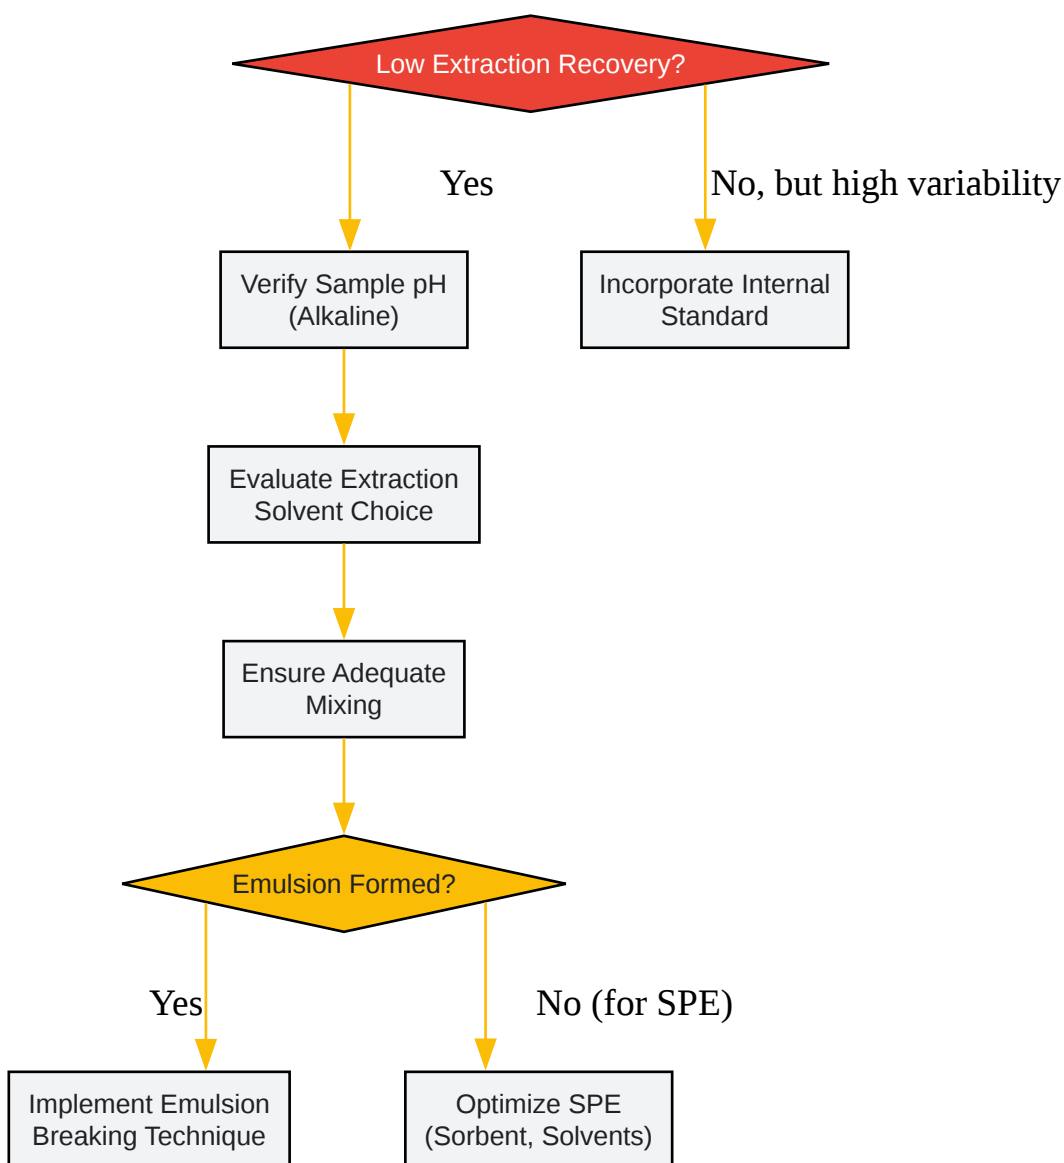 Low Extraction Recovery?
Yes
No, but high variability
Verify Sample pH
(Alkaline)
Incorporate Internal
Standard
Evaluate Extraction
Solvent Choice
Ensure Adequate
Mixing
Emulsion Formed?
Yes
No (for SPE)
Implement Emulsion
Breaking Technique
Optimize SPE
(Sorbent, Solvents)